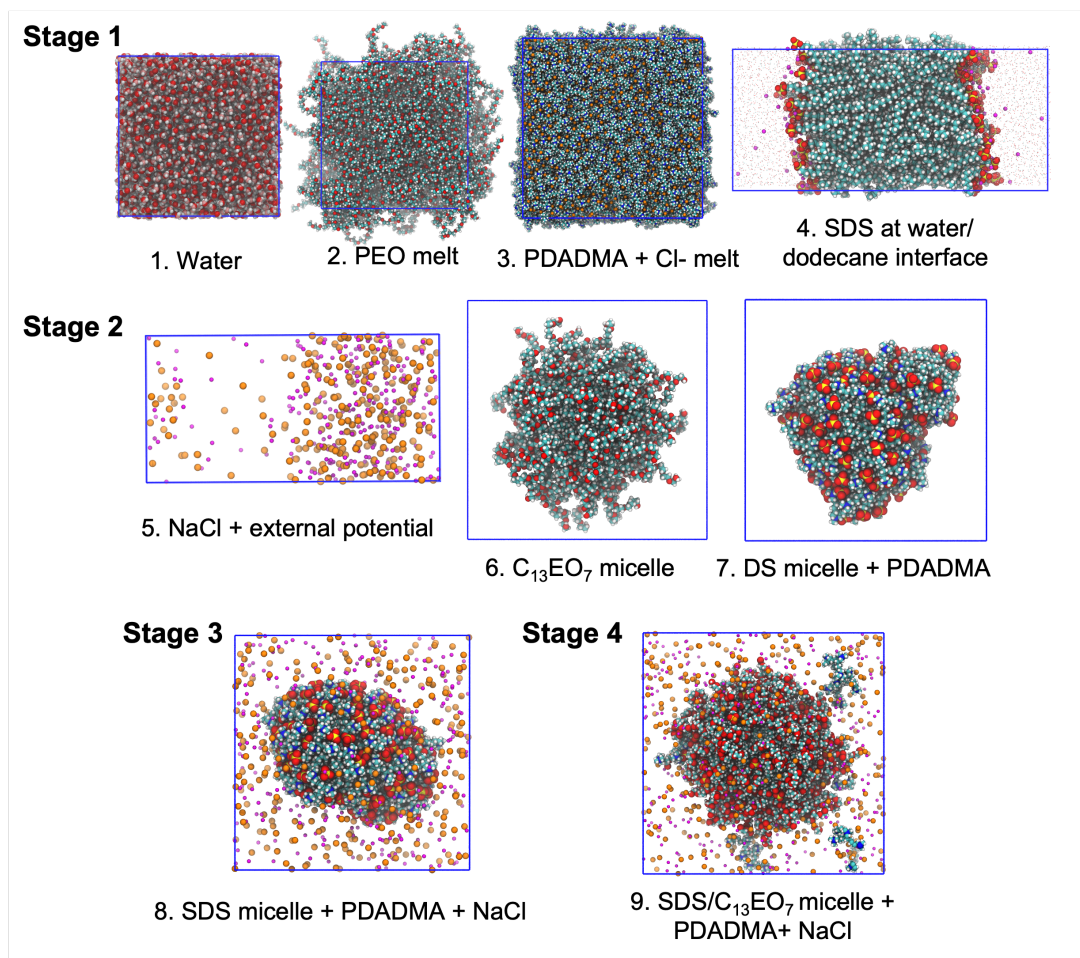 Stage 1
1. Water
2. PEO melt
3. PDADMA + Cl- melt
4. SDS at water/
dodecane interface
Stage 2
5. NaCl + external potential
6. C₁₃EO₇ micelle
7. DS micelle + PDADMA
Stage 3
8. SDS micelle + PDADMA + NaCl
Stage 4
9. SDS/C₁₃EO₇ micelle +
PDADMA+ NaCl